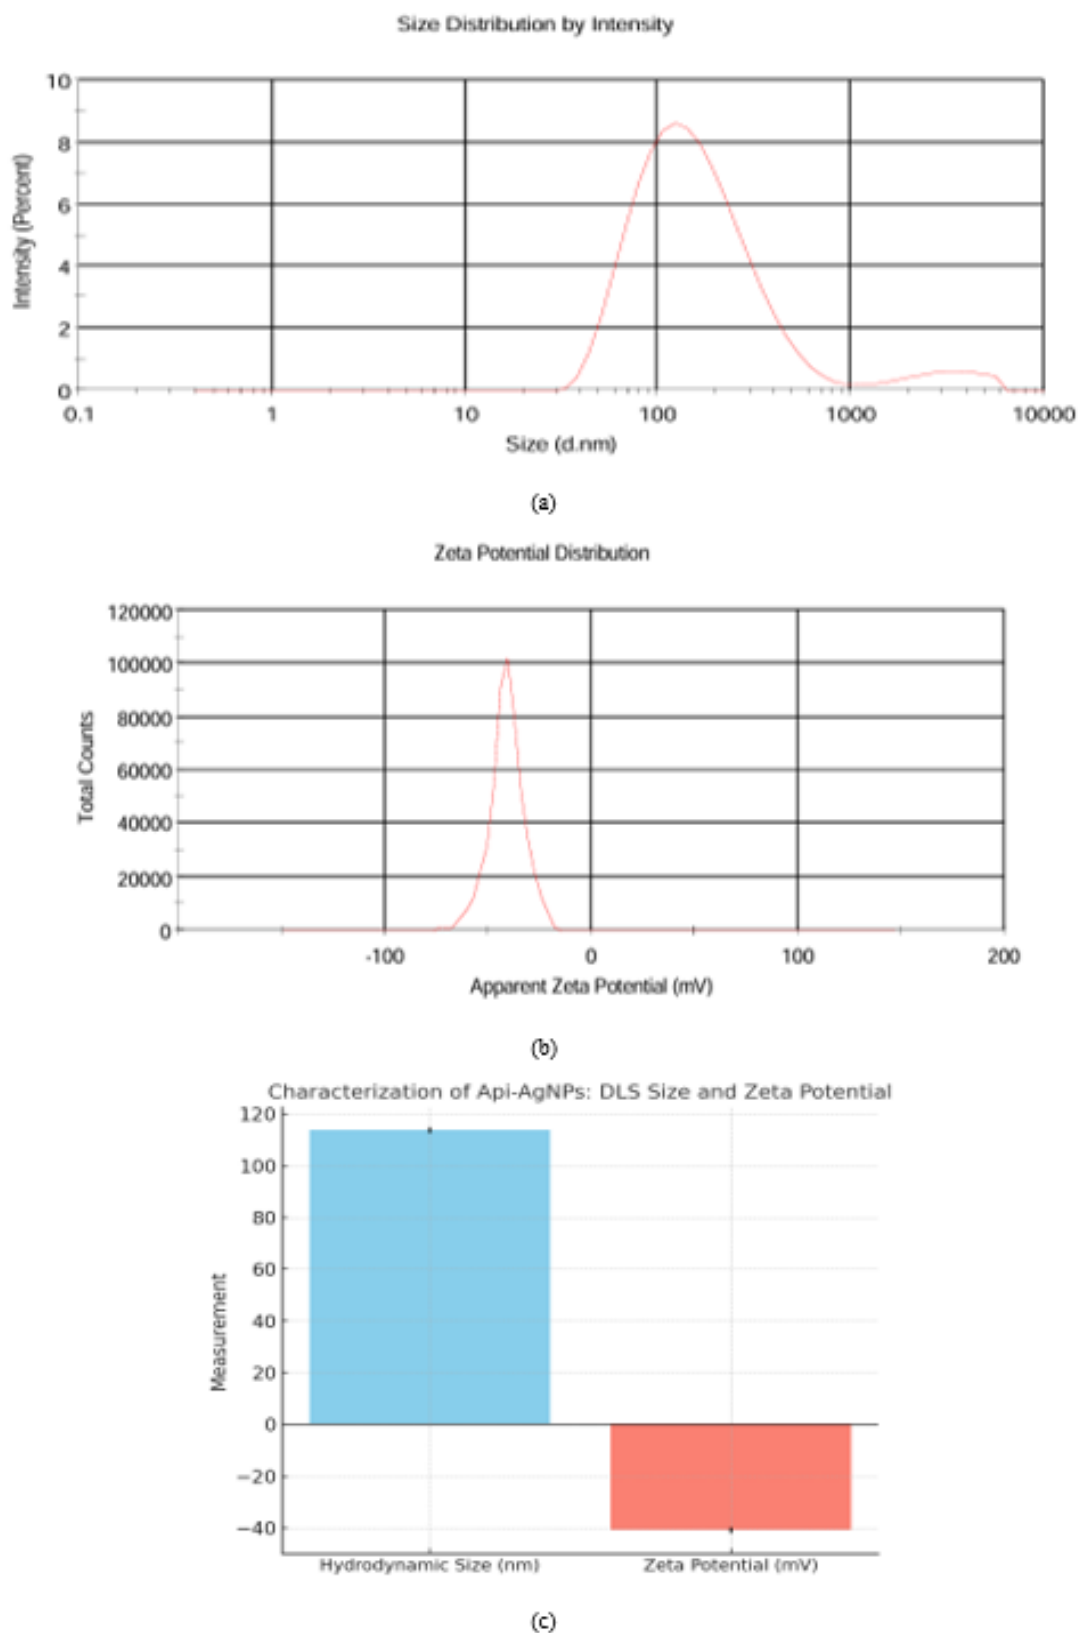 Size Distribution by Intensity
Intensity (Percent)
10
8
6
4
2
0
0.1 1 10 100 1000 10000
Size (d.nm)
(a)
Zeta Potential Distribution
Total Counts
120000
100000
80000
60000
40000
20000
0
-100 0 100 200
Apparent Zeta Potential (mV)
(b)
Characterization of Api-AgNPs: DLS Size and Zeta Potential
Measurement
120
100
80
60
40
20
0
−20
−40
Hydrodynamic Size (nm) Zeta Potential (mV)
(c)